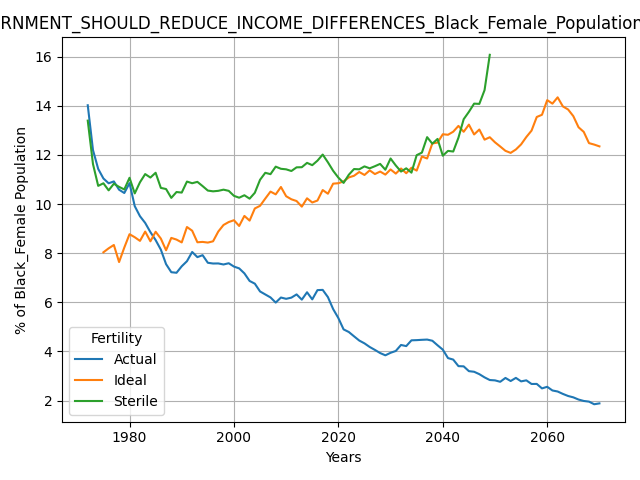 RNMENT_SHOULD_REDUCE_INCOME_DIFFERENCES_Black_Female_Population
% of Black_Female Population
16
14
12
10
8
6
4
2
Fertility
Actual
Ideal
Sterile
1980
2000
2020
2040
2060
Years